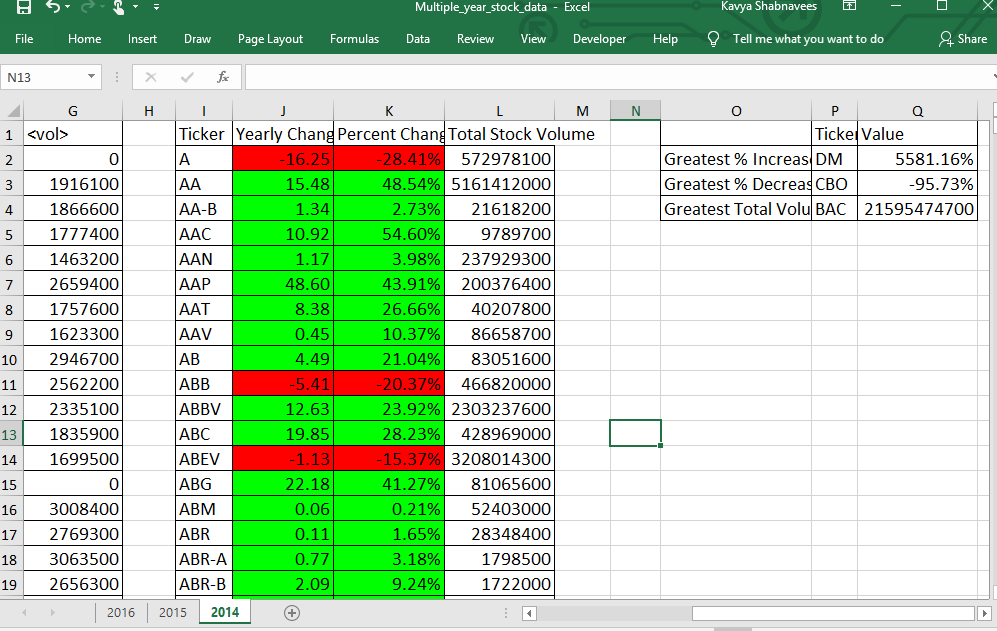 Multiple_year_stock_data - Excel Kavya Shabnavees
File Home Insert Draw Page Layout Formulas Data Review View Developer Help Tell me what you want to do Share
N13 fx
G H I J K L M N O P Q
1 <vol> Ticker Yearly Chang Percent Chang Total Stock Volume Ticker Value
2 0 A -16.25 -28.41% 572978100 Greatest % Increase DM 5581.16%
3 1916100 AA 15.48 48.54% 5161412000 Greatest % Decreas CBO -95.73%
4 1866600 AA-B 1.34 2.73% 21618200 Greatest Total Volu BAC 21595474700
5 1777400 AAC 10.92 54.60% 9789700
6 1463200 AAN 1.17 3.98% 237929300
7 2659400 AAP 48.60 43.91% 200376400
8 1757600 AAT 8.38 26.66% 40207800
9 1623300 AAV 0.45 10.37% 86658700
10 2946700 AB 4.49 21.04% 83051600
11 2562200 ABB -5.41 -20.37% 466820000
12 2335100 ABBV 12.63 23.92% 2303237600
13 1835900 ABC 19.85 28.23% 428969000
14 1699500 ABEV -1.13 -15.37% 3208014300
15 0 ABG 22.18 41.27% 81065600
16 3008400 ABM 0.06 0.21% 52403000
17 2769300 ABR 0.11 1.65% 28348400
18 3063500 ABR-A 0.77 3.18% 1798500
19 2656300 ABR-B 2.09 9.24% 1722000
2016 2015 2014